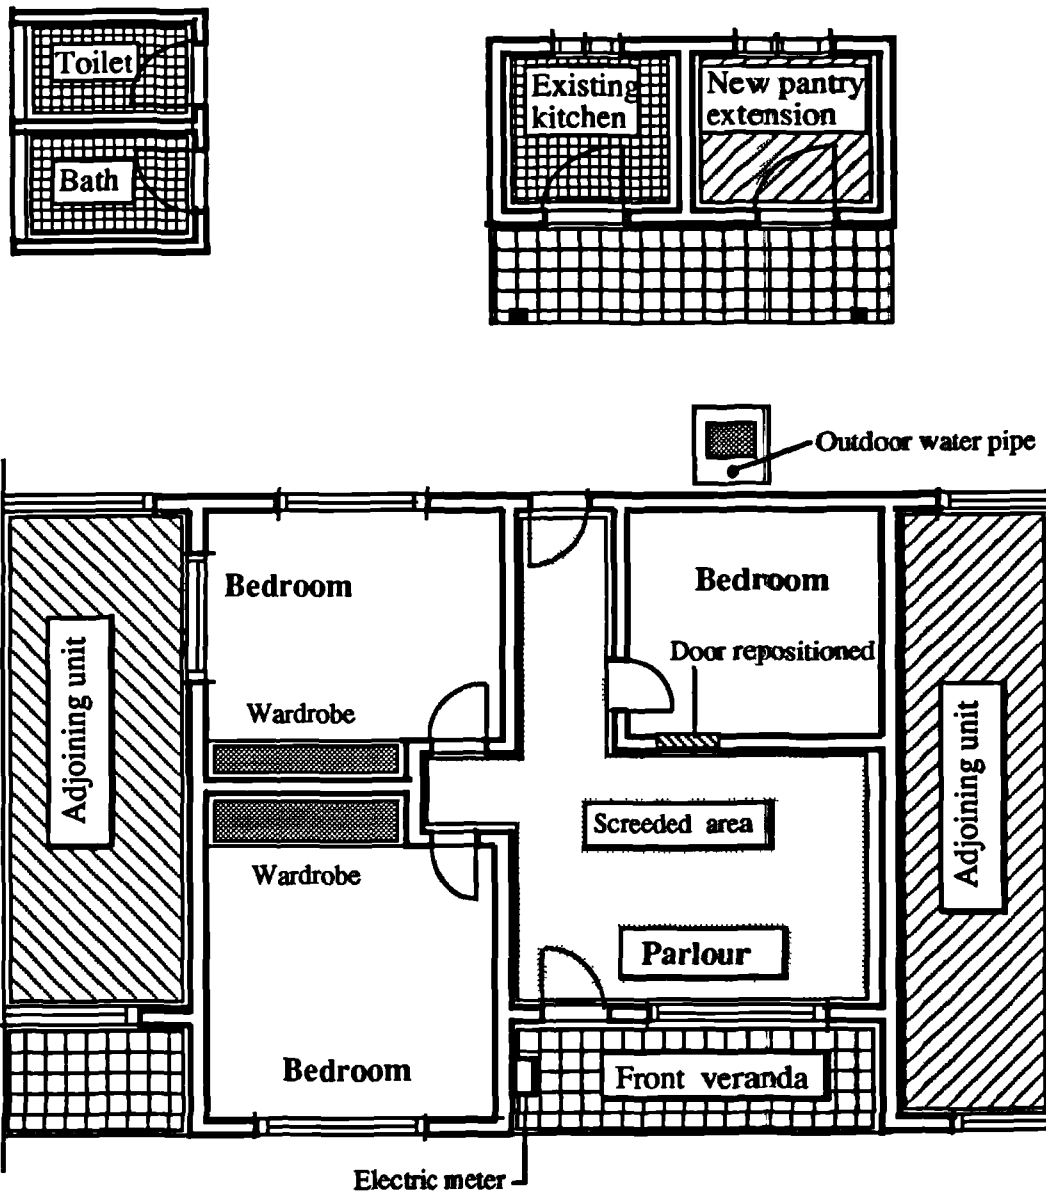 Toilet
Bath
Existing
kitchen
New pantry
extension
Outdoor water pipe
Bedroom
Bedroom
Door repositioned
Wardrobe
Adjoining unit
Adjoining unit
Screeded area
Wardrobe
Parlour
Bedroom
Front veranda
Electric meter